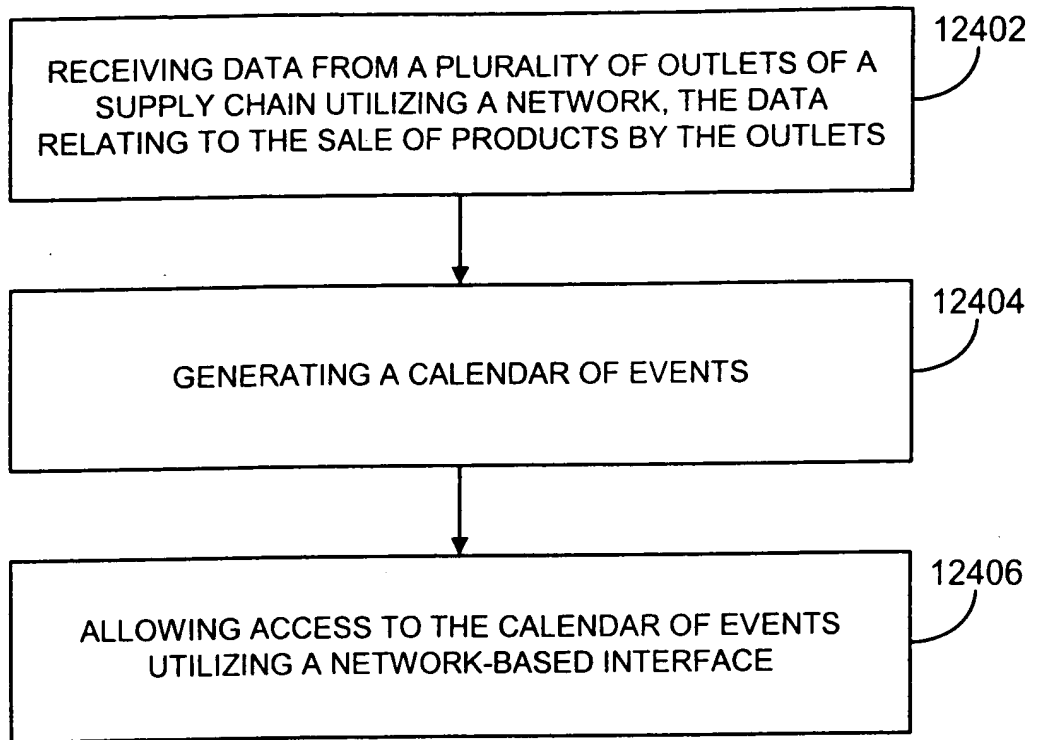 12402
RECEIVING DATA FROM A PLURALITY OF OUTLETS OF A
SUPPLY CHAIN UTILIZING A NETWORK, THE DATA
RELATING TO THE SALE OF PRODUCTS BY THE OUTLETS
12404
GENERATING A CALENDAR OF EVENTS
12406
ALLOWING ACCESS TO THE CALENDAR OF EVENTS
UTILIZING A NETWORK-BASED INTERFACE